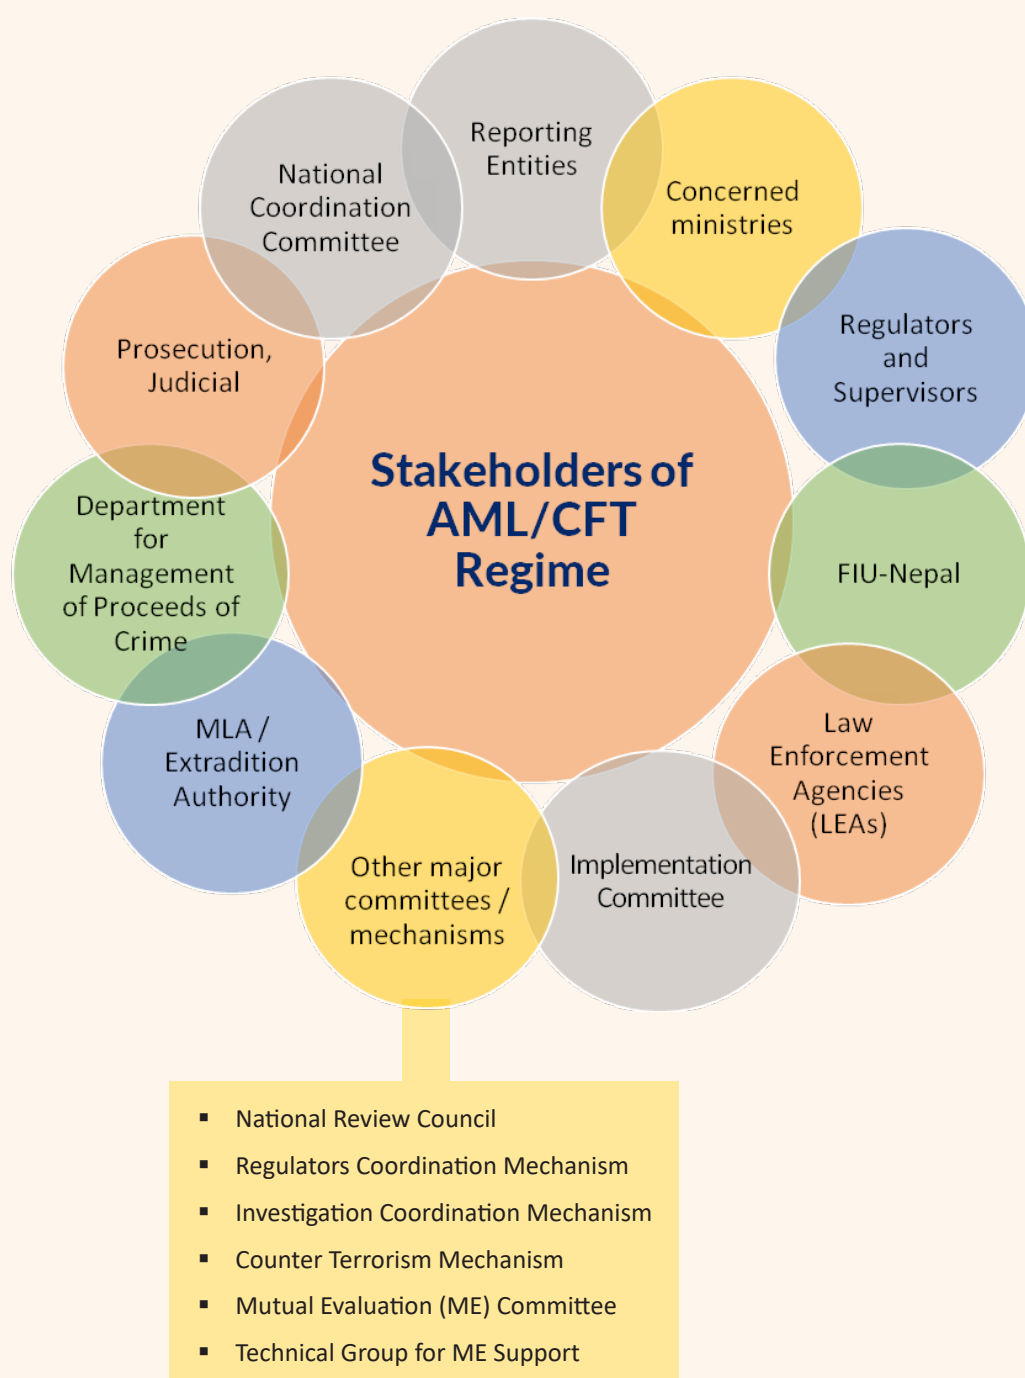 Reporting
Entities
Concerned
ministries
Regulators
and
Supervisors
FIU-Nepal
Law
Enforcement
Agencies
(LEAs)
Implementation
Committee
Other major
committees /
mechanisms
MLA /
Extradition
Authority
Department
for
Management
of Proceeds of
Crime
Prosecution,
Judicial
National
Coordination
Committee
Stakeholders of
AML/CFT
Regime
▪ National Review Council
▪ Regulators Coordination Mechanism
▪ Investigation Coordination Mechanism
▪ Counter Terrorism Mechanism
▪ Mutual Evaluation (ME) Committee
▪ Technical Group for ME Support